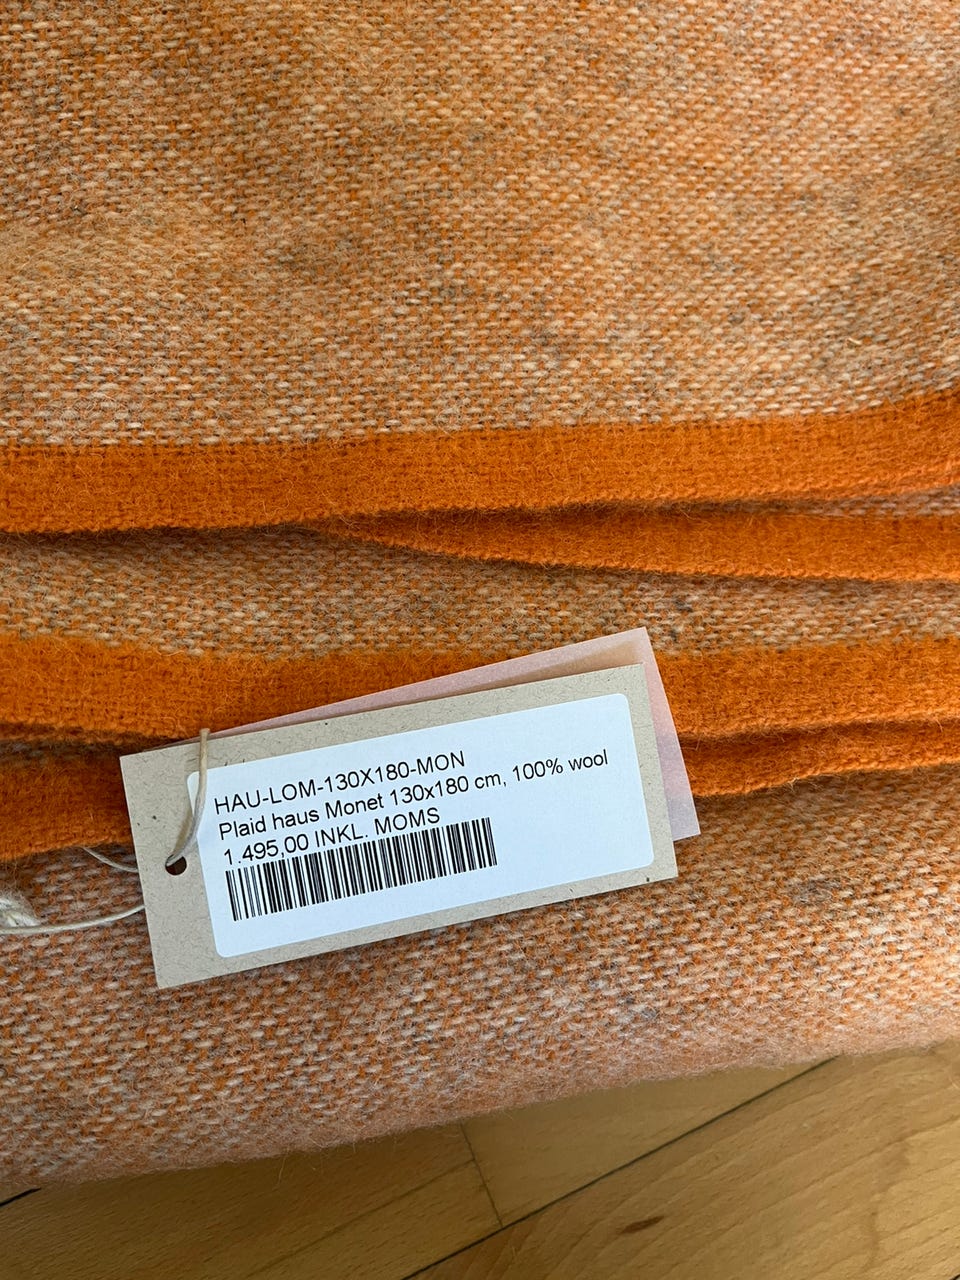 HAU-LOM-130X180-MON
Plaid haus Monet 130x180 cm, 100% wool
1.495,00 INKL. MOMS